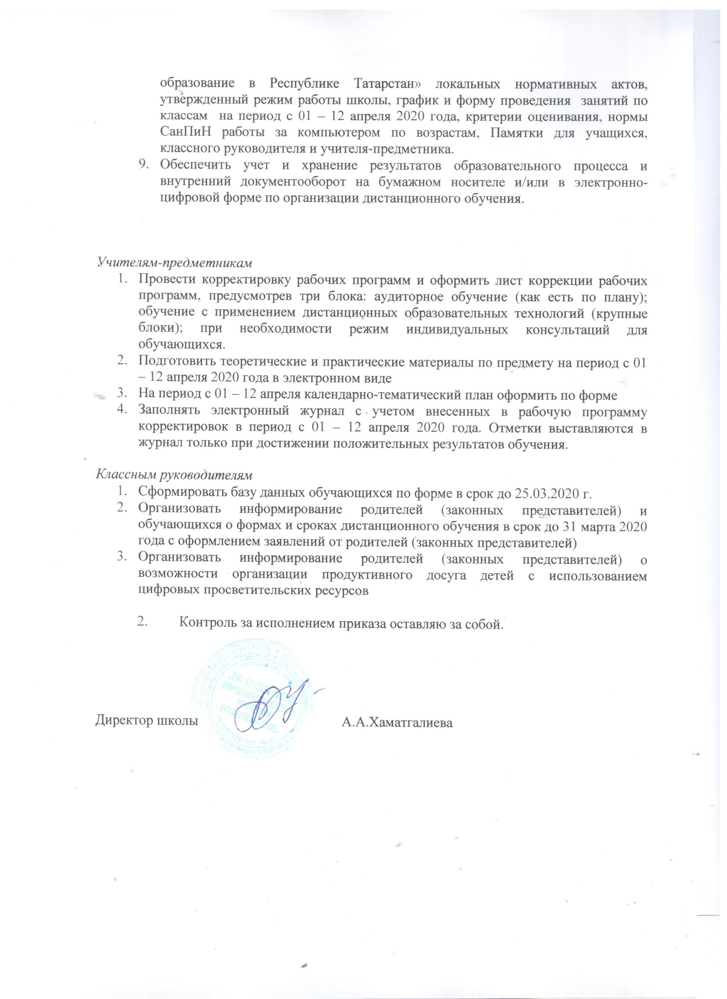 образование в Республике Татарстан» локальных нормативных актов,
утвержденный режим работы школы, график и форму проведения занятий по
классам на период с 01 – 12 апреля 2020 года, критерии оценивания, нормы
СанПиН работы за компьютером по возрастам, Памятки для учащихся,
классного руководителя и учителя-предметника.
9. Обеспечить учет и хранение результатов образовательного процесса и
внутренний документооборот на бумажном носителе и/или в электронно-
цифровой форме по организации дистанционного обучения.
Учителям-предметникам
1. Провести корректировку рабочих программ и оформить лист коррекции рабочих
программ, предусмотрев три блока: аудиторное обучение (как есть по плану);
обучение с применением дистанционных образовательных технологий (крупные
блоки); при необходимости режим индивидуальных консультаций для
обучающихся.
2. Подготовить теоретические и практические материалы по предмету на период с 01
– 12 апреля 2020 года в электронном виде
3. На период с 01 – 12 апреля календарно-тематический план оформить по форме
4. Заполнять электронный журнал с учетом внесенных в рабочую программу
корректировок в период с 01 – 12 апреля 2020 года. Отметки выставляются в
журнал только при достижении положительных результатов обучения.
Классным руководителям
1. Сформировать базу данных обучающихся по форме в срок до 25.03.2020 г.
2. Организовать информирование родителей (законных представителей) и
обучающихся о формах и сроках дистанционного обучения в срок до 31 марта 2020
года с оформлением заявлений от родителей (законных представителей)
3. Организовать информирование родителей (законных представителей) о
возможности организации продуктивного досуга детей с использованием
цифровых просветительских ресурсов
2. Контроль за исполнением приказа оставляю за собой.
Директор школы А.А.Хаматгалиева